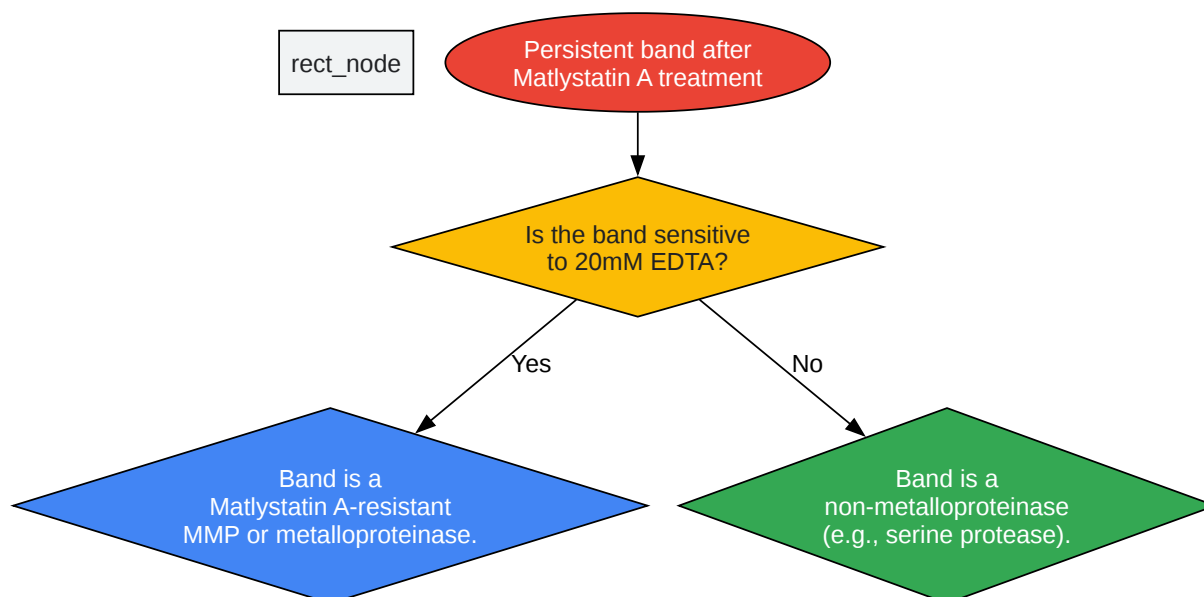 rect_node
Persistent band after
Matlystatin A treatment
Is the band sensitive
to 20mM EDTA?
Yes
No
Band is a
Matlystatin A-resistant
MMP or metalloproteinase.
Band is a
non-metalloproteinase
(e.g., serine protease).